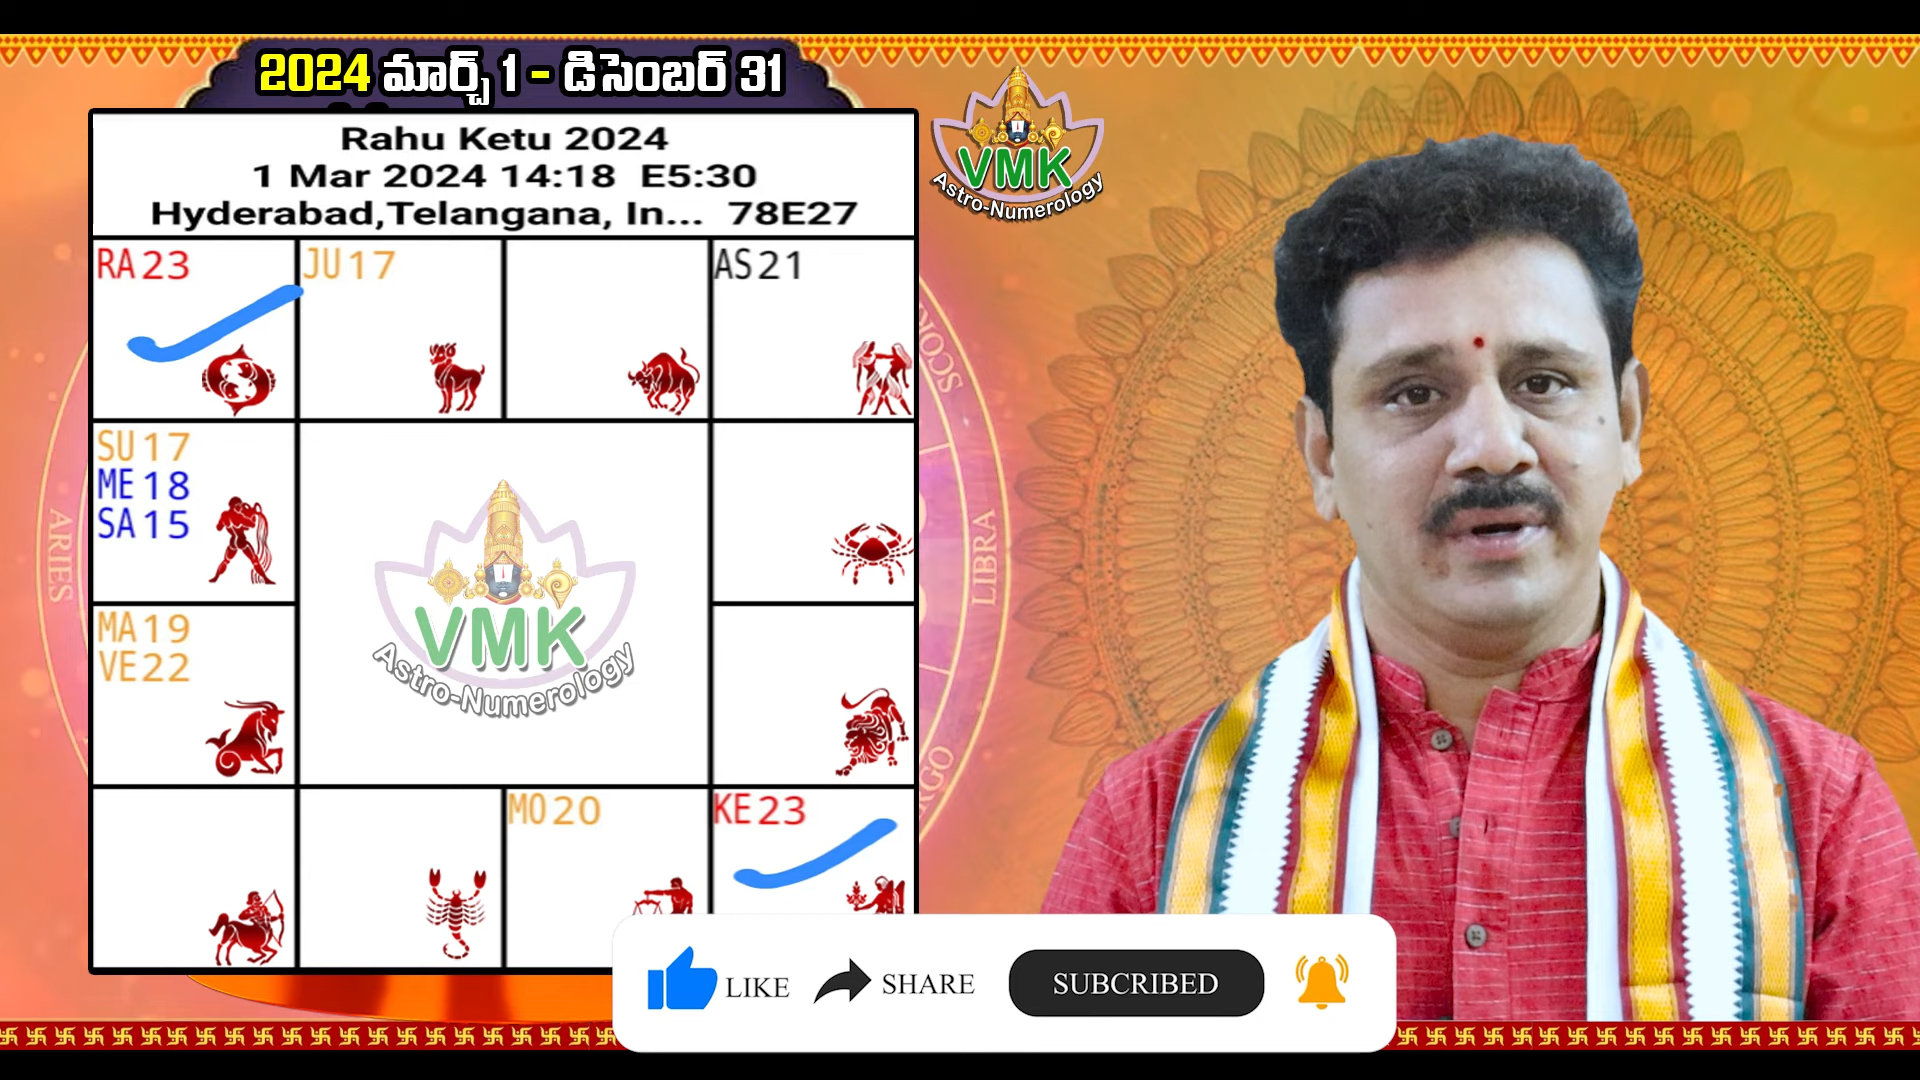 2024 మార్చ్ 1 - డిసెంబర్ 31
Rahu Ketu 2024
1 Mar 2024 14:18 E5:30
Hyderabad,Telangana, In... 78E27
VMK
Astro-Numerology
RA 23
JU 17
AS 21
SU 17
ME 18
SA 15
MA 19
VE 22
VMK
Astro-Numerology
MO 20
KE 23
ARIES
LIBRA
LIKE
SHARE
SUBCRIBED